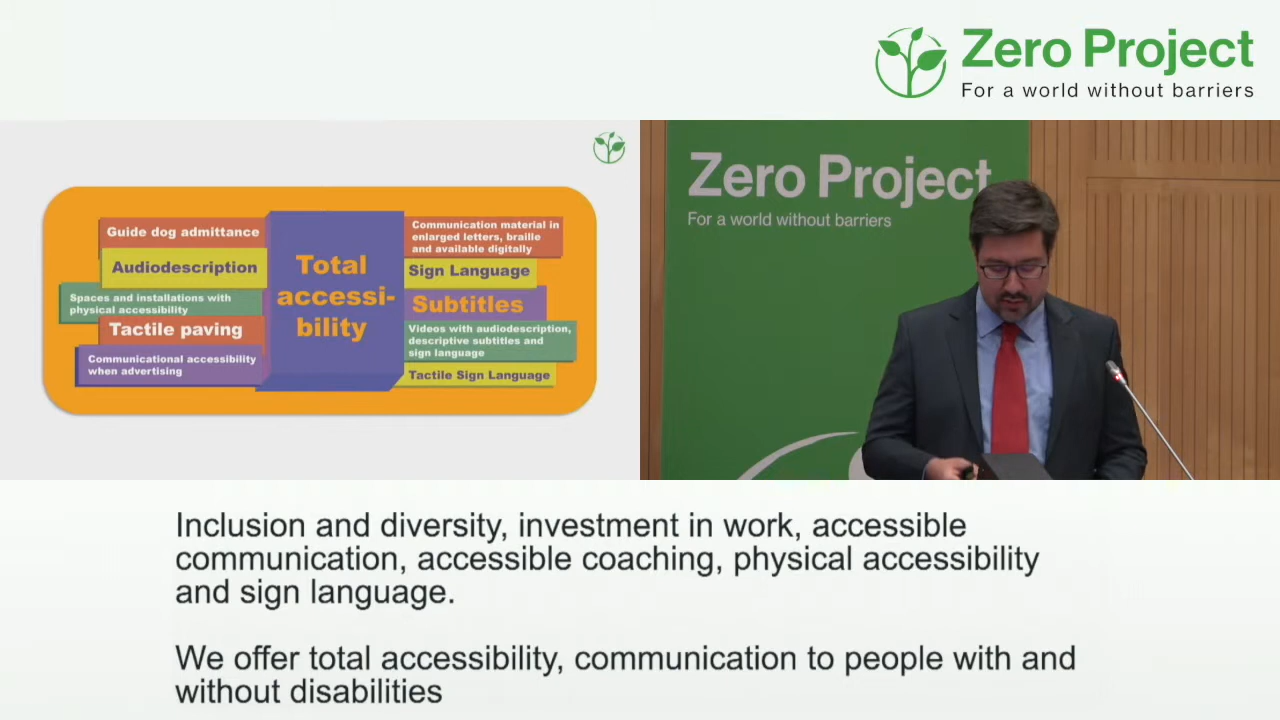 Zero Project
For a world without barriers
Guide dog admittance
Audiodescription
Spaces and installations with
physical accessibility
Tactile paving
Communicational accessibility
when advertising
Total
accessi-
bility
Communication material in
enlarged letters, braille
and available digitally
Sign Language
Subtitles
Videos with audiodescription,
descriptive subtitles and
sign language
Tactile Sign Language
Zero Project
For a world without barriers
Inclusion and diversity, investment in work, accessible
communication, accessible coaching, physical accessibility
and sign language.
We offer total accessibility, communication to people with and
without disabilities